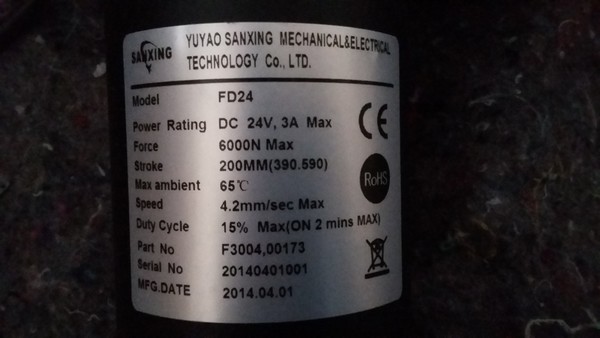 SANXING
YUYAO SANXING MECHANICAL&ELECTRICAL
TECHNOLOGY Co., LTD.
Model FD24
Power Rating DC 24V, 3A Max
Force 6000N Max
Stroke 200MM(390.590)
Max ambient 65℃
Speed 4.2mm/sec Max
Duty Cycle 15% Max(ON 2 mins MAX)
Part No F3004,00173
Serial No 20140401001
MFG.DATE 2014.04.01
CE
RoHS